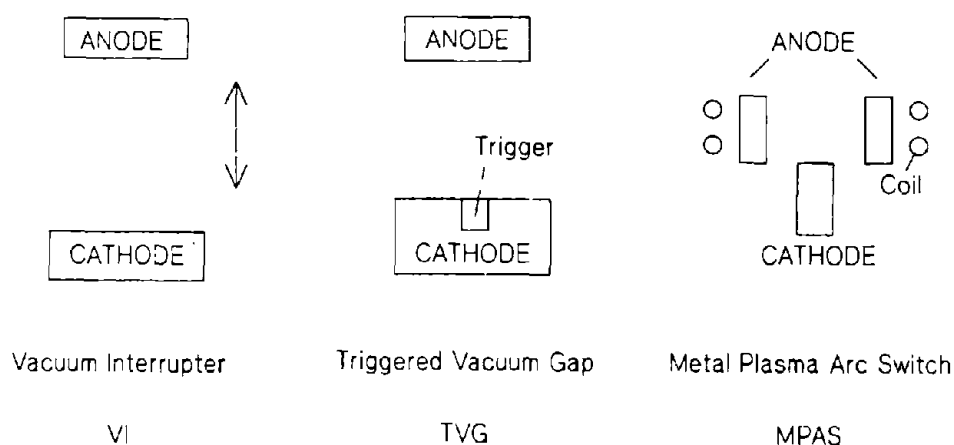 ANODE
ANODE
ANODE
Trigger
Coil
CATHODE
CATHODE
CATHODE
Vacuum Interrupter
Triggered Vacuum Gap
Metal Plasma Arc Switch
VI
TVG
MPAS